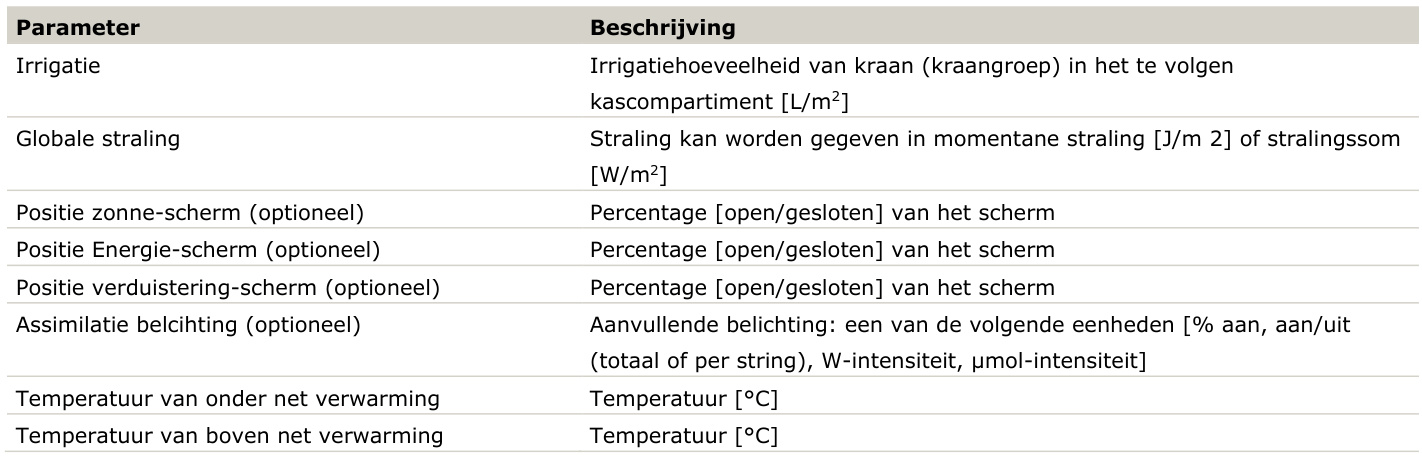 Parameter Beschrijving
Irrigatie Irrigatiehoeveelheid van kraan (kraangroep) in het te volgen
kascompartiment [L/m²]
Globale straling Straling kan worden gegeven in momentane straling [J/m 2] of stralingssom
[W/m²]
Positie zonne-scherm (optioneel) Percentage [open/gesloten] van het scherm
Positie Energie-scherm (optioneel) Percentage [open/gesloten] van het scherm
Positie verduistering-scherm (optioneel) Percentage [open/gesloten] van het scherm
Assimilatie belcihting (optioneel) Aanvullende belichting: een van de volgende eenheden [% aan, aan/uit
(totaal of per string), W-intensiteit, µmol-intensiteit]
Temperatuur van onder net verwarming Temperatuur [°C]
Temperatuur van boven net verwarming Temperatuur [°C]